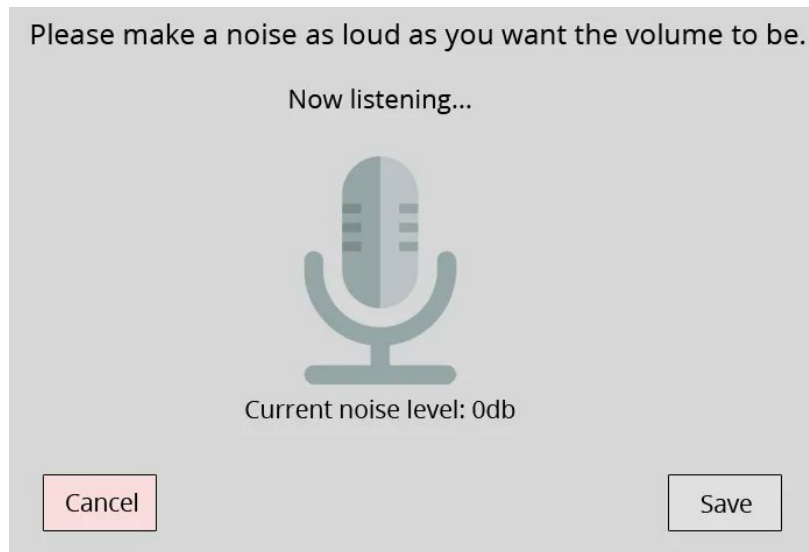 Please make a noise as loud as you want the volume to be.
Now listening...
Current noise level: 0db
Cancel
Save